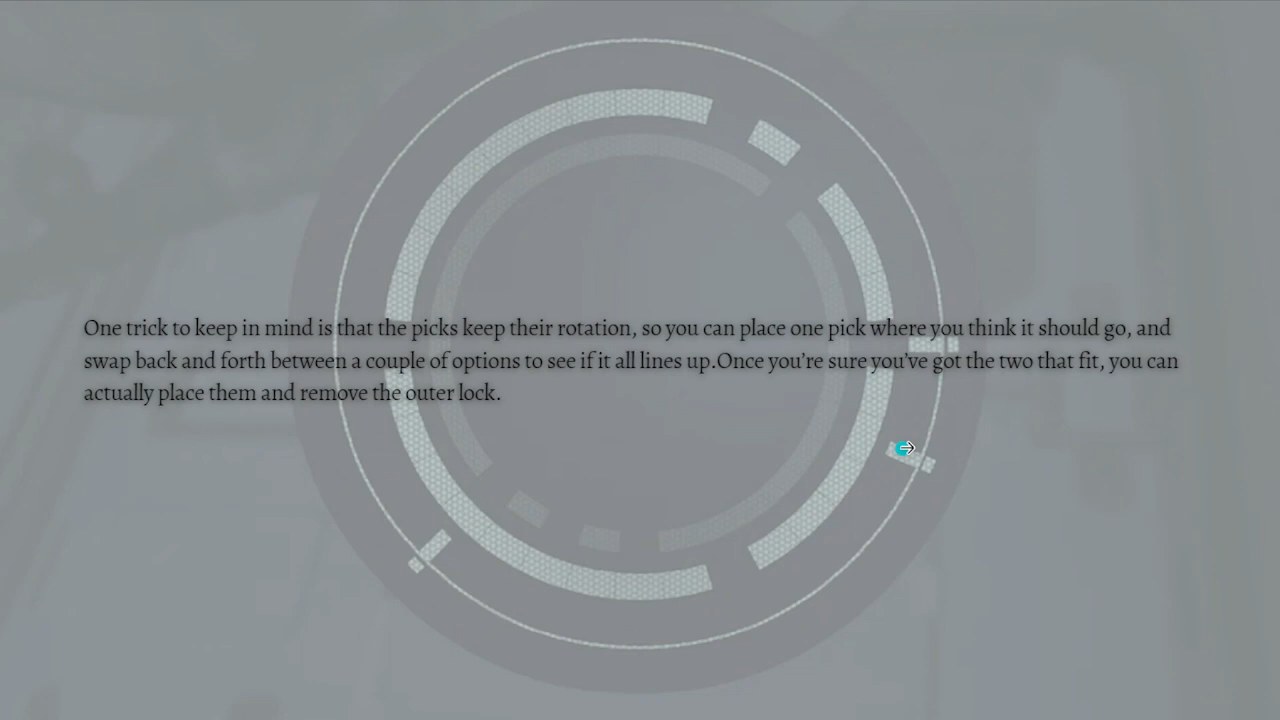 One trick to keep in mind is that the picks keep their rotation, so you can place one pick where you think it should go, and
swap back and forth between a couple of options to see if it all lines up.Once you’re sure you’ve got the two that fit, you can
actually place them and remove the outer lock.